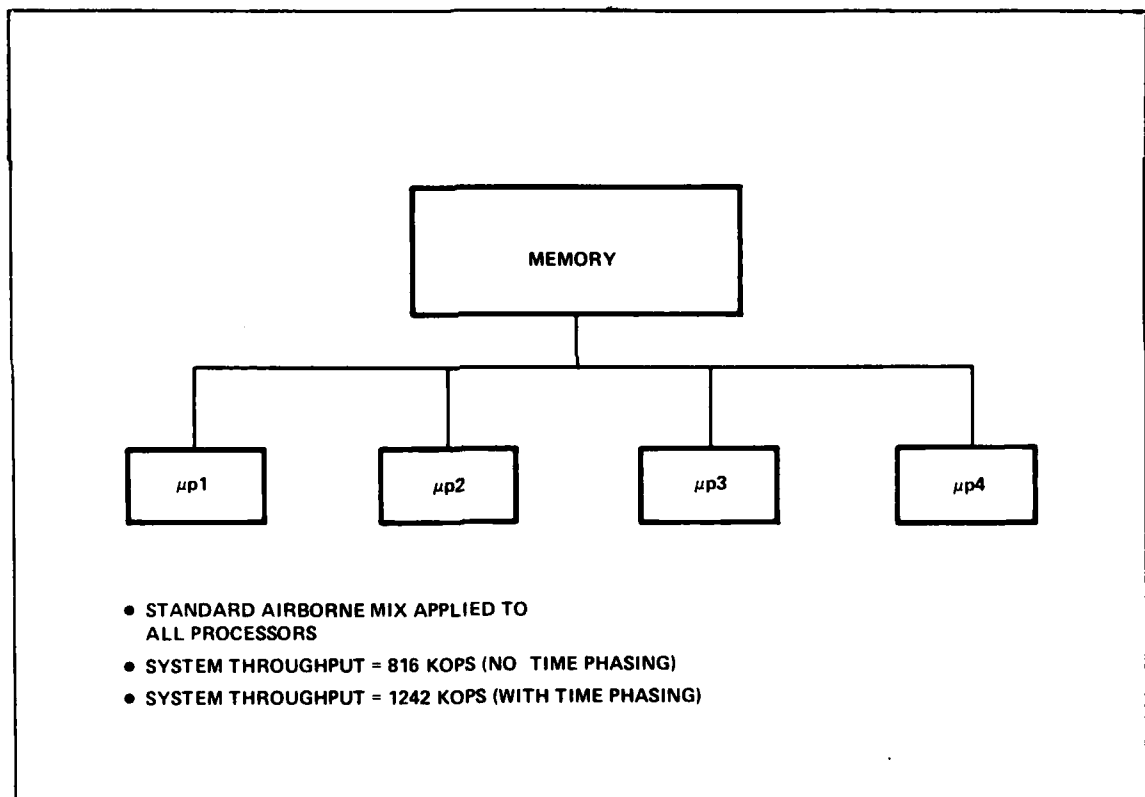 MEMORY
μp1
μp2
μp3
μp4
• STANDARD AIRBORNE MIX APPLIED TO
ALL PROCESSORS
• SYSTEM THROUGHPUT = 816 KOPS (NO TIME PHASING)
• SYSTEM THROUGHPUT = 1242 KOPS (WITH TIME PHASING)